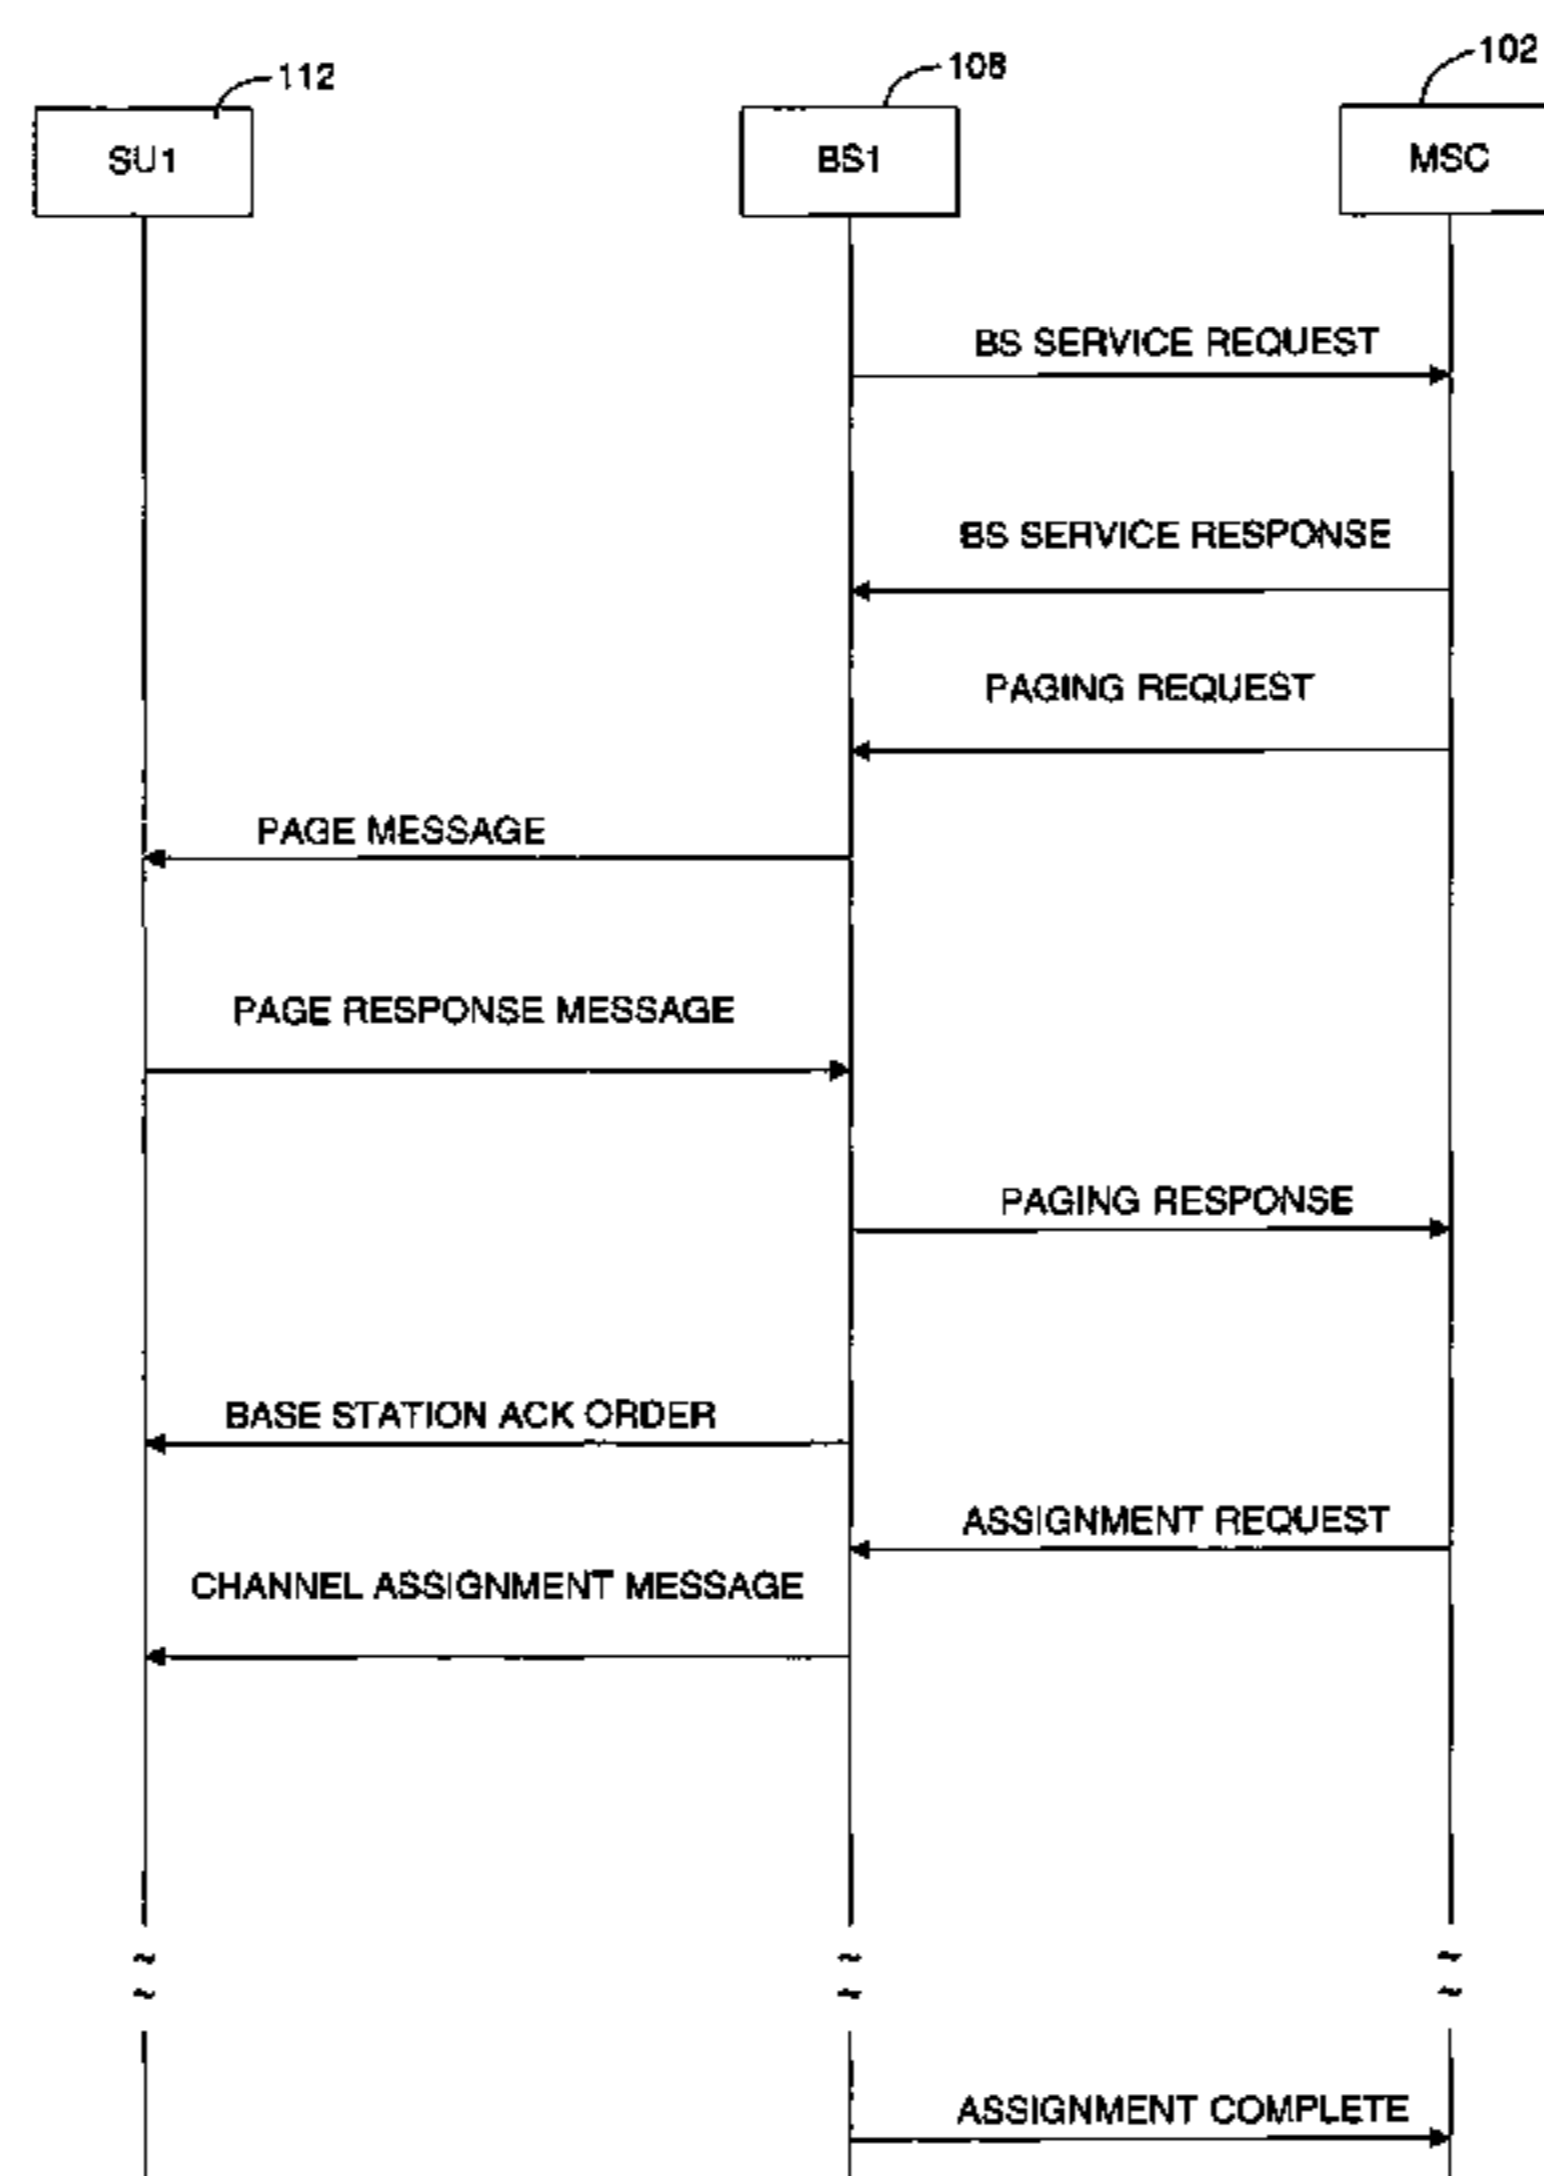 112
108
102
SU1
BS1
MSC
BS SERVICE REQUEST
BS SERVICE RESPONSE
PAGING REQUEST
PAGE MESSAGE
PAGE RESPONSE MESSAGE
PAGING RESPONSE
BASE STATION ACK ORDER
ASSIGNMENT REQUEST
CHANNEL ASSIGNMENT MESSAGE
ASSIGNMENT COMPLETE